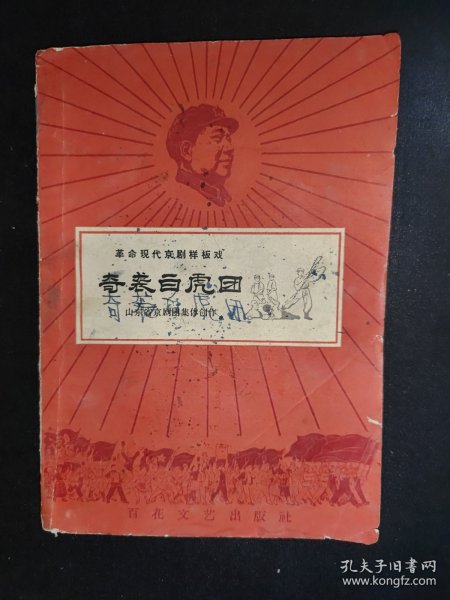 革命现代京剧样板戏
奇袭白虎团
山东省京剧团集体创作
百花文艺出版社
孔夫子旧书网
www.kongfz.com